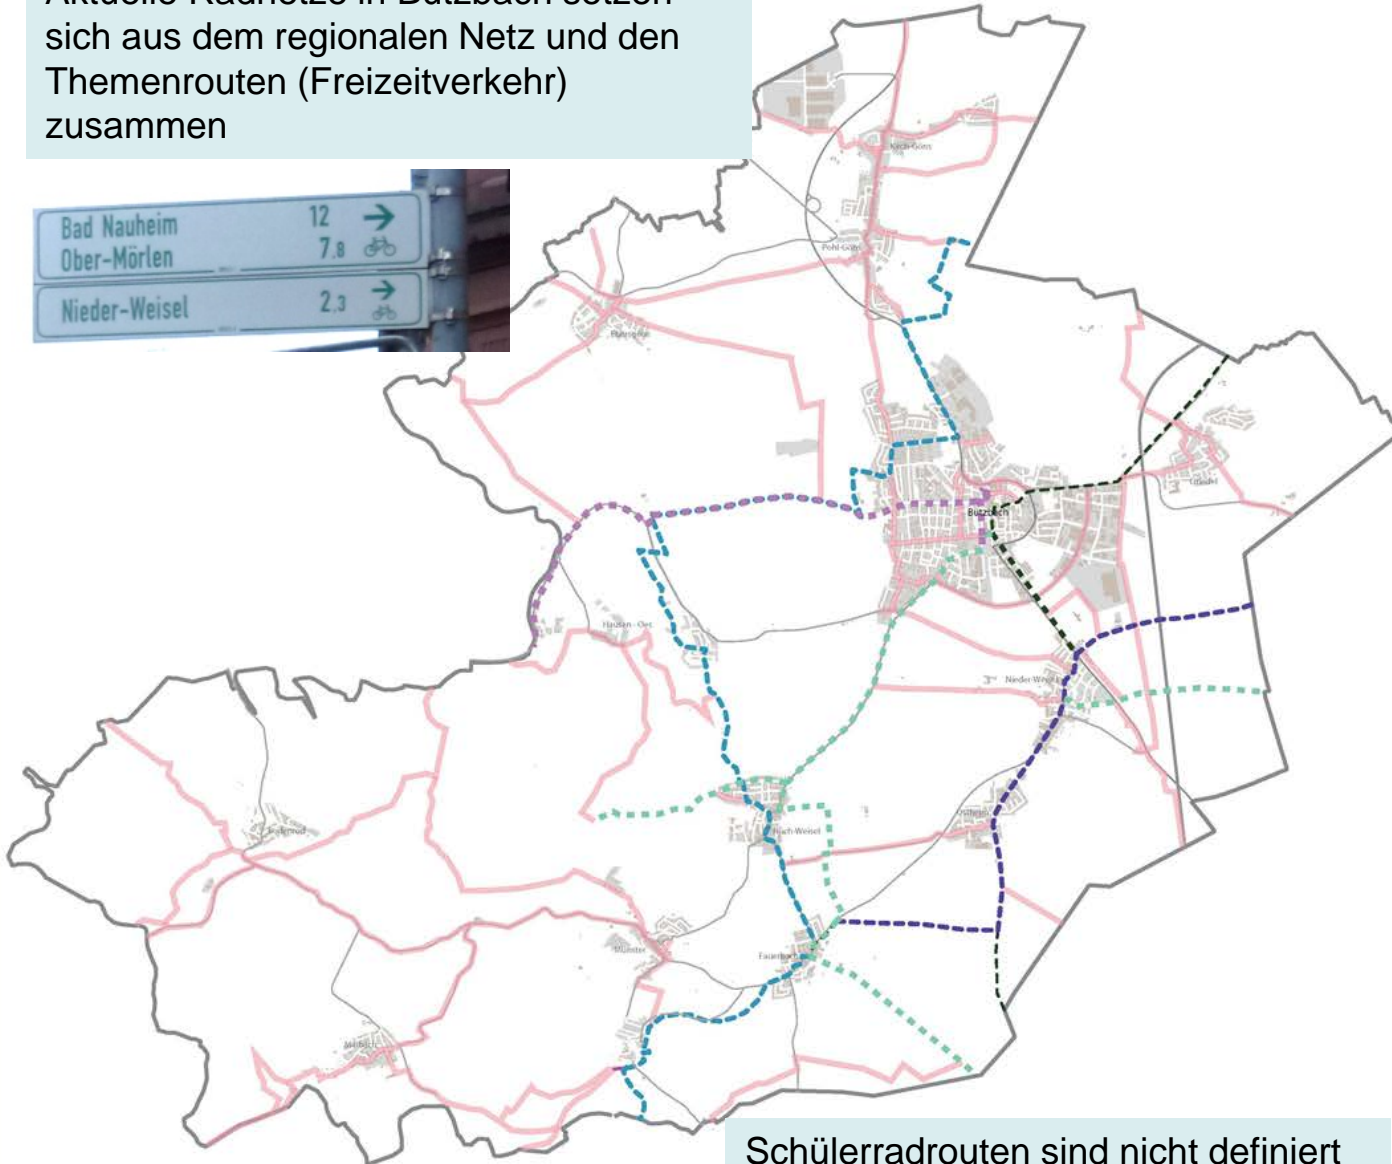 Aktuelle Radnetze in Butzbach setzen
sich aus dem regionalen Netz und den
Themenrouten (Freizeitverkehr)
zusammen
Bad Nauheim 12
Ober-Mörlen 7,8
Nieder-Weisel 2,3
Kirch-Göns
Pohl-Göns
Butzbach
Griedel
Hausen-Oes
Nieder-Weisel
Ostheim
Hoch-Weisel
Münster
Fauerbach
Maibach
Schülerradrouten sind nicht definiert